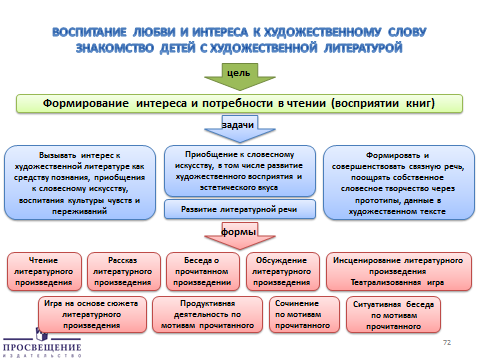 ВОСПИТАНИЕ ЛЮБВИ И ИНТЕРЕСА К ХУДОЖЕСТВЕННОМУ СЛОВУ
ЗНАКОМСТВО ДЕТЕЙ С ХУДОЖЕСТВЕННОЙ ЛИТЕРАТУРОЙ
цель
Формирование интереса и потребности в чтении (восприятии книг)
задачи
Вызывать интерес к
художественной литературе как
средству познания, приобщения
к словесному искусству,
воспитания культуры чувств и
переживаний
Приобщение к словесному
искусству, в том числе развитие
художественного восприятия и
эстетического вкуса
Развитие литературной речи
Формировать и
совершенствовать связную речь,
поощрять собственное
словесное творчество через
прототипы, данные в
художественном тексте
формы
Чтение
литературного
произведения
Рассказ
литературного
произведения
Беседа о
прочитанном
произведении
Обсуждение
литературного
произведения
Инсценирование литературного
произведения
Театрализованная игра
Игра на основе сюжета
литературного
произведения
Продуктивная
деятельность по
мотивам прочитанного
Сочинение
по мотивам
прочитанного
Ситуативная беседа
по мотивам
прочитанного
ПРОСВЕЩЕНИЕ
ИЗДАТЕЛЬСТВО
72